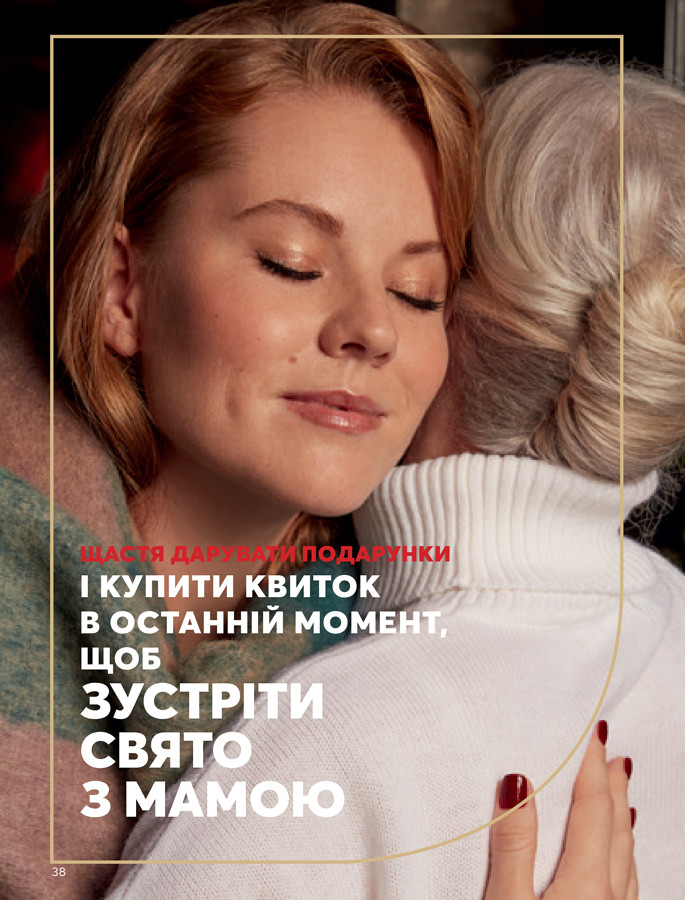 ЩАСТЯ ДАРУВАТИ ПОДАРУНКИ
І КУПИТИ КВИТОК
В ОСТАННІЙ МОМЕНТ,
ЩОБ
ЗУСТРІТИ
СВЯТО
З МАМОЮ
38